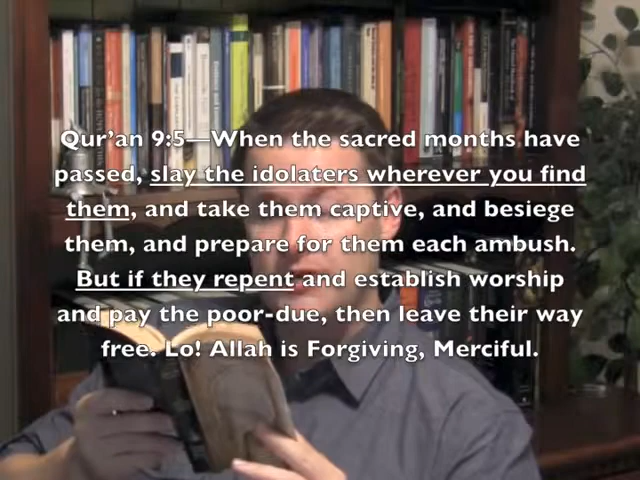 Qur'an 9:5—When the sacred months have
passed, slay the idolaters wherever you find
them, and take them captive, and besiege
them, and prepare for them each ambush.
But if they repent and establish worship
and pay the poor-due, then leave their way
free. Lo! Allah is Forgiving, Merciful.